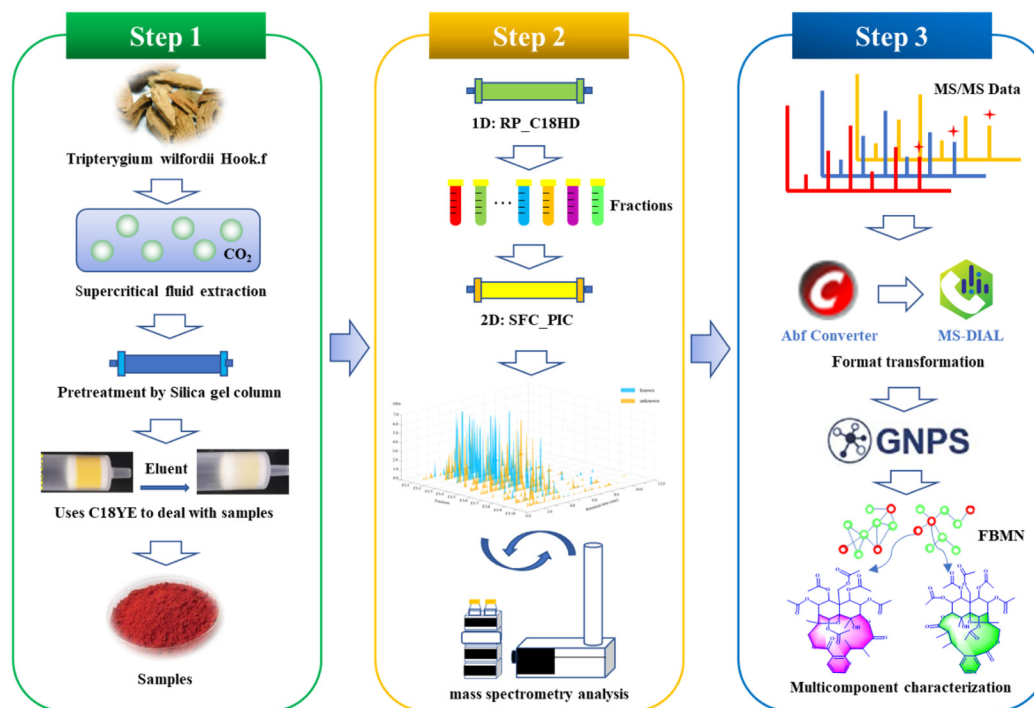 Step 1
Tripterygium wilfordii Hook.f
CO₂
Supercritical fluid extraction
Pretreatment by Silica gel column
Eluent
Uses C18YE to deal with samples
Samples
Step 2
1D: RP_C18HD
...
Fractions
2D: SFC_PIC
known
unknown
mass spectrometry analysis
Step 3
MS/MS Data
C
Abf Converter
MS-DIAL
Format transformation
GNPS
FBMN
Multicomponent characterization